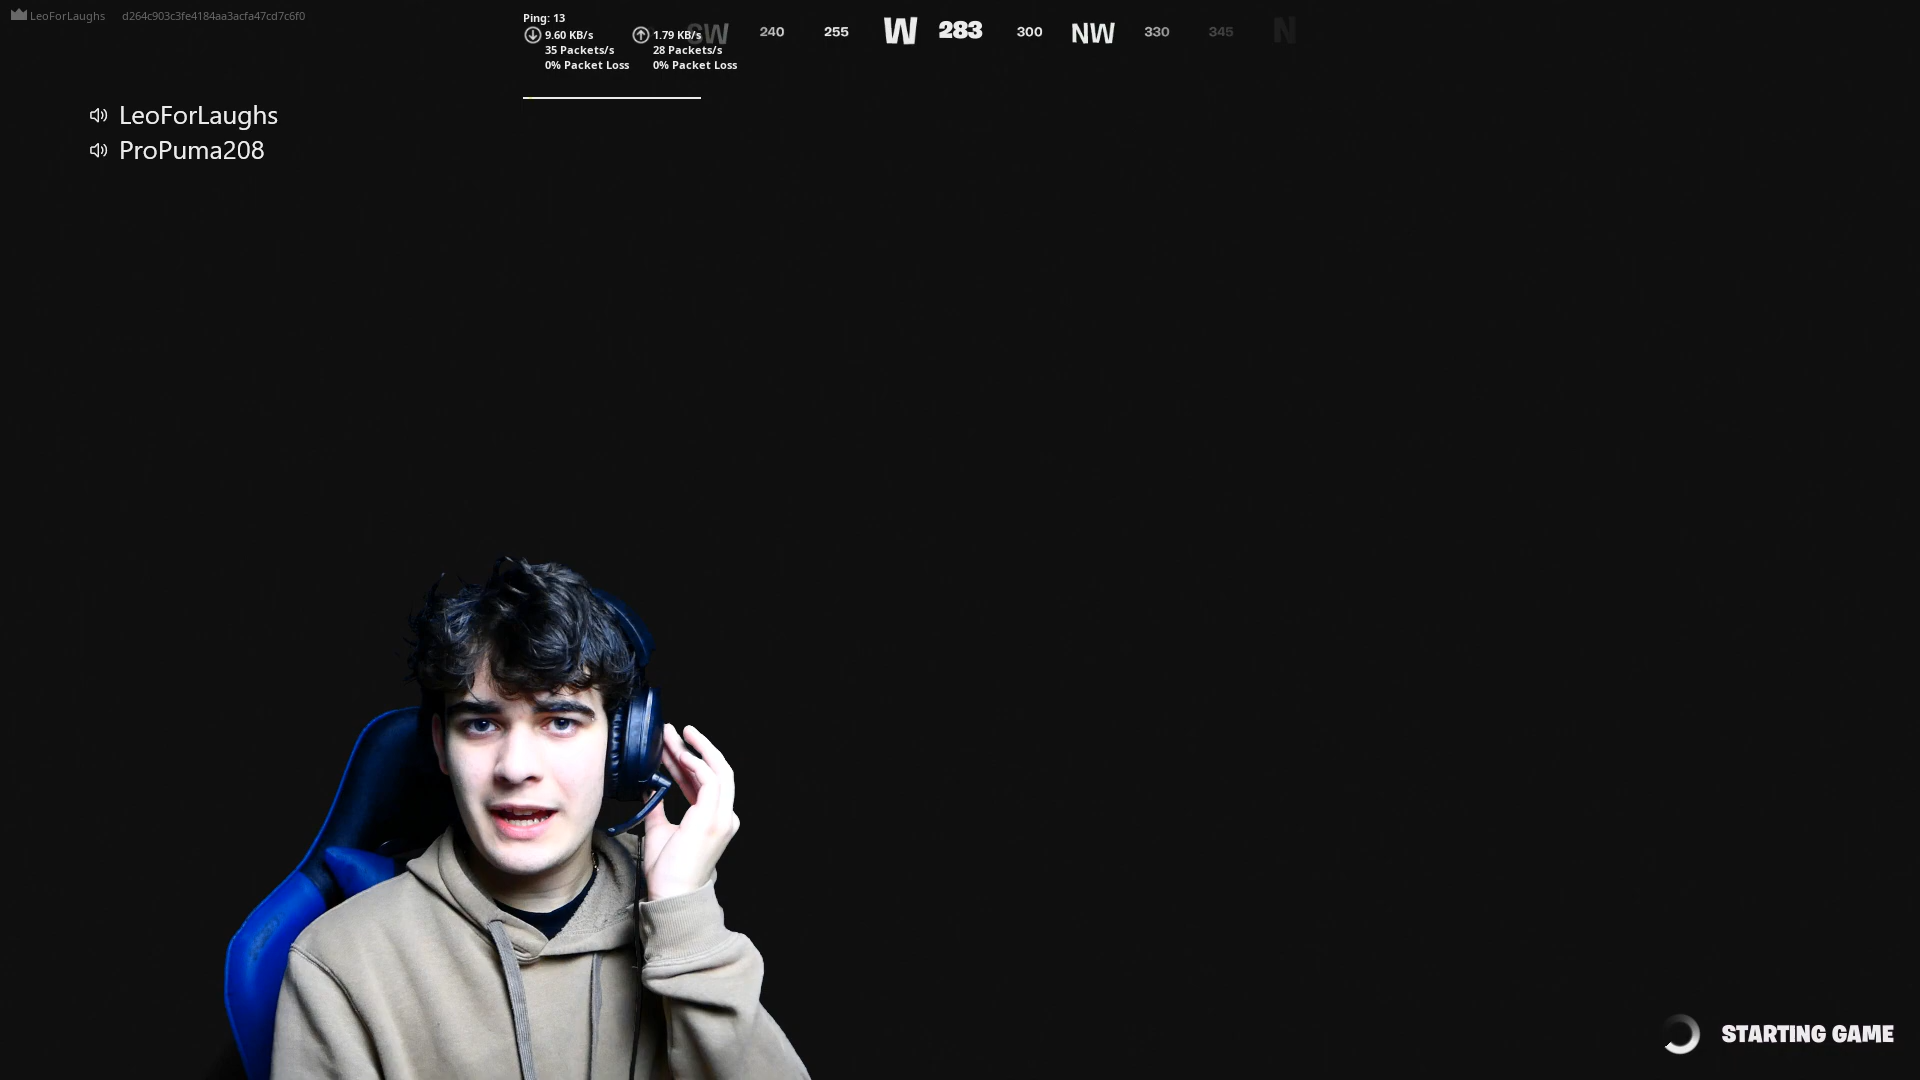 LeoForLaughs d264c903c3fe4184aa3acfa47cd7c6f0
Ping: 13
9.60 KB/s 1.79 KB/s
35 Packets/s 28 Packets/s
0% Packet Loss 0% Packet Loss
SW 240 255 W 283 300 NW 330 345 N
LeoForLaughs
ProPuma208
STARTING GAME